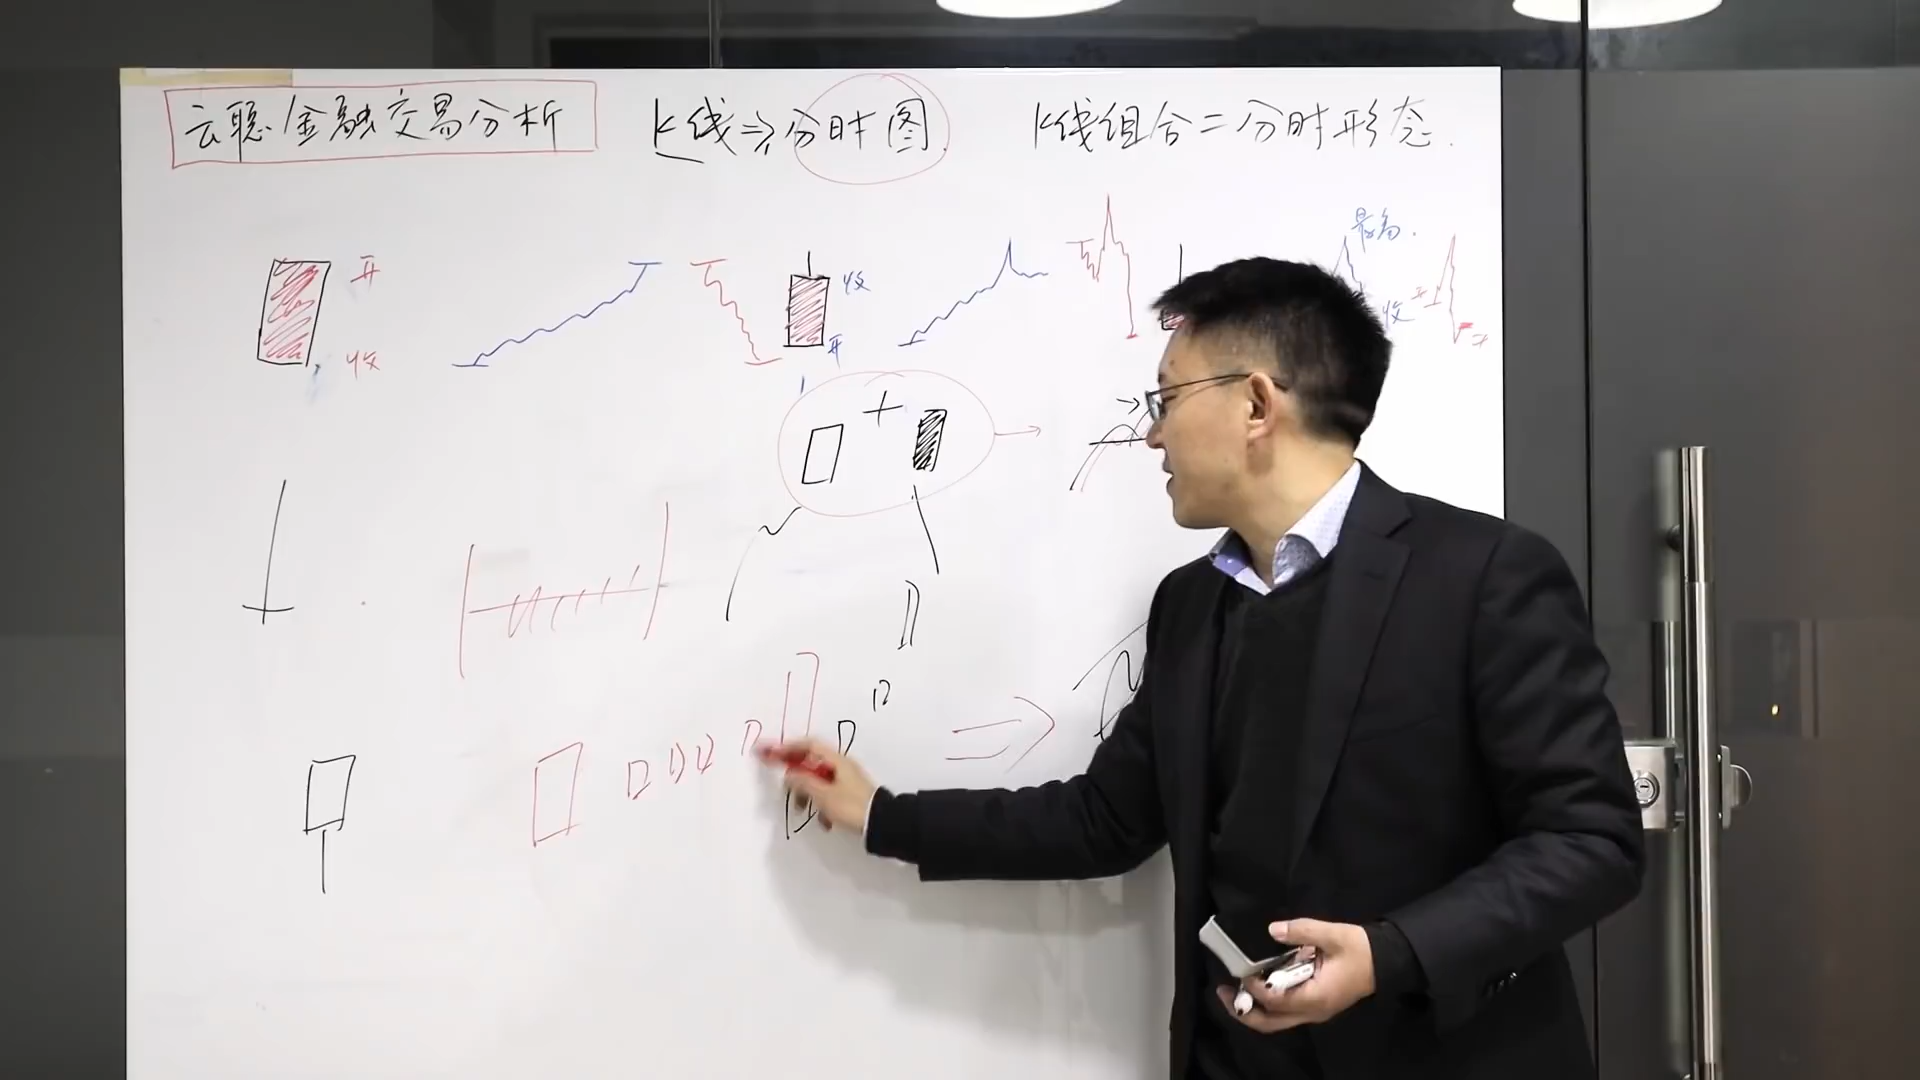 云聪金融交易分析
K线⇒分时图
K线组合=分时形态.
最高.
开
收
开
收
收
开